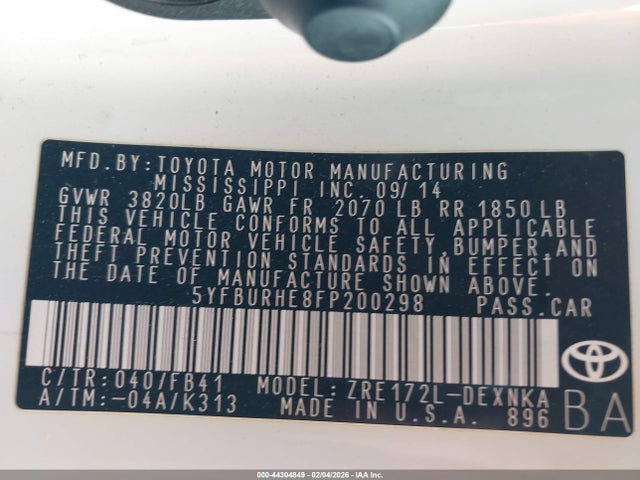 MFD. BY: TOYOTA MOTOR MANUFACTURING
MISSISSIPPI INC. 09/14
GVWR 3820LB GAWR FR 2070 LB RR 1850 LB
THIS VEHICLE CONFORMS TO ALL APPLICABLE
FEDERAL MOTOR VEHICLE SAFETY, BUMPER AND
THEFT PREVENTION STANDARDS IN EFFECT ON
THE DATE OF MANUFACTURE SHOWN ABOVE.
5YFBURHE8FP200298 PASS. CAR
C/TR: 040/FB41 MODEL: ZRE172L-DEXNKA
A/TM: -04A/K313 MADE IN U.S.A. 896
BA
000-44304849 - 02/04/2026 - IAAI.com